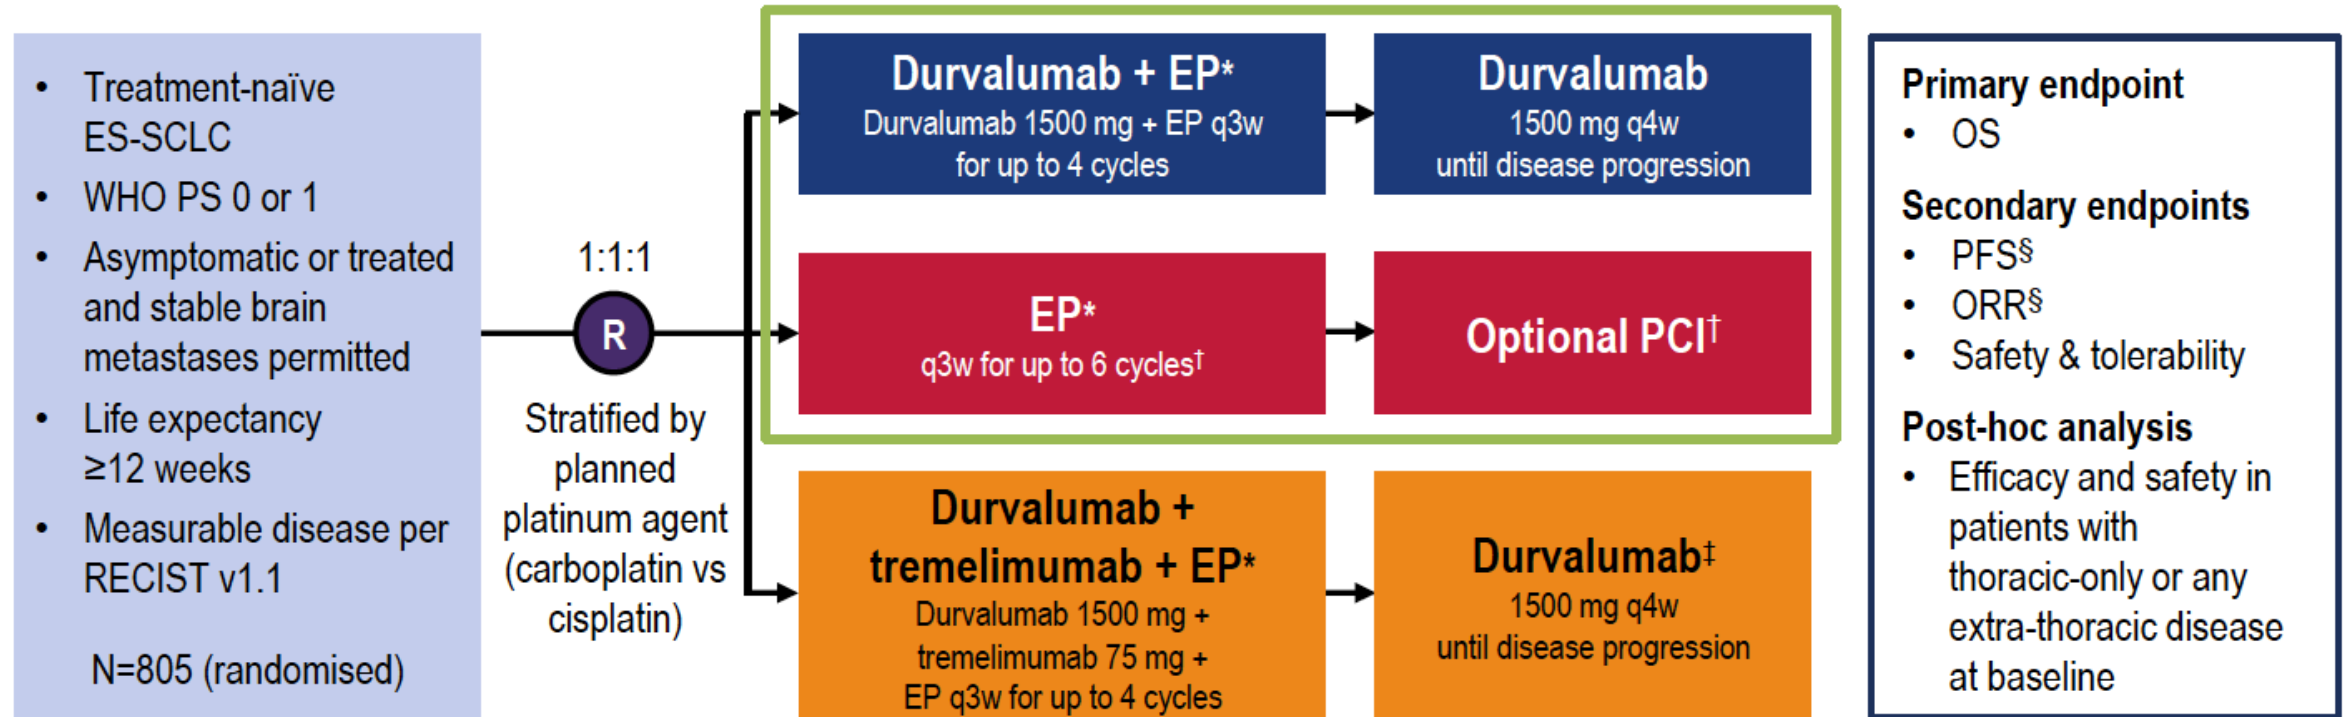 • Treatment-naïve
ES-SCLC
• WHO PS 0 or 1
• Asymptomatic or treated
and stable brain
metastases permitted
• Life expectancy
≥12 weeks
• Measurable disease per
RECIST v1.1
N=805 (randomised)
1:1:1
R
Stratified by
planned
platinum agent
(carboplatin vs
cisplatin)
Durvalumab + EP*
Durvalumab 1500 mg + EP q3w
for up to 4 cycles
Durvalumab
1500 mg q4w
until disease progression
EP*
q3w for up to 6 cycles†
Optional PCI†
Durvalumab +
tremelimumab + EP*
Durvalumab 1500 mg +
tremelimumab 75 mg +
EP q3w for up to 4 cycles
Durvalumab‡
1500 mg q4w
until disease progression
Primary endpoint
• OS
Secondary endpoints
• PFS§
• ORR§
• Safety & tolerability
Post-hoc analysis
• Efficacy and safety in
patients with
thoracic-only or any
extra-thoracic disease
at baseline